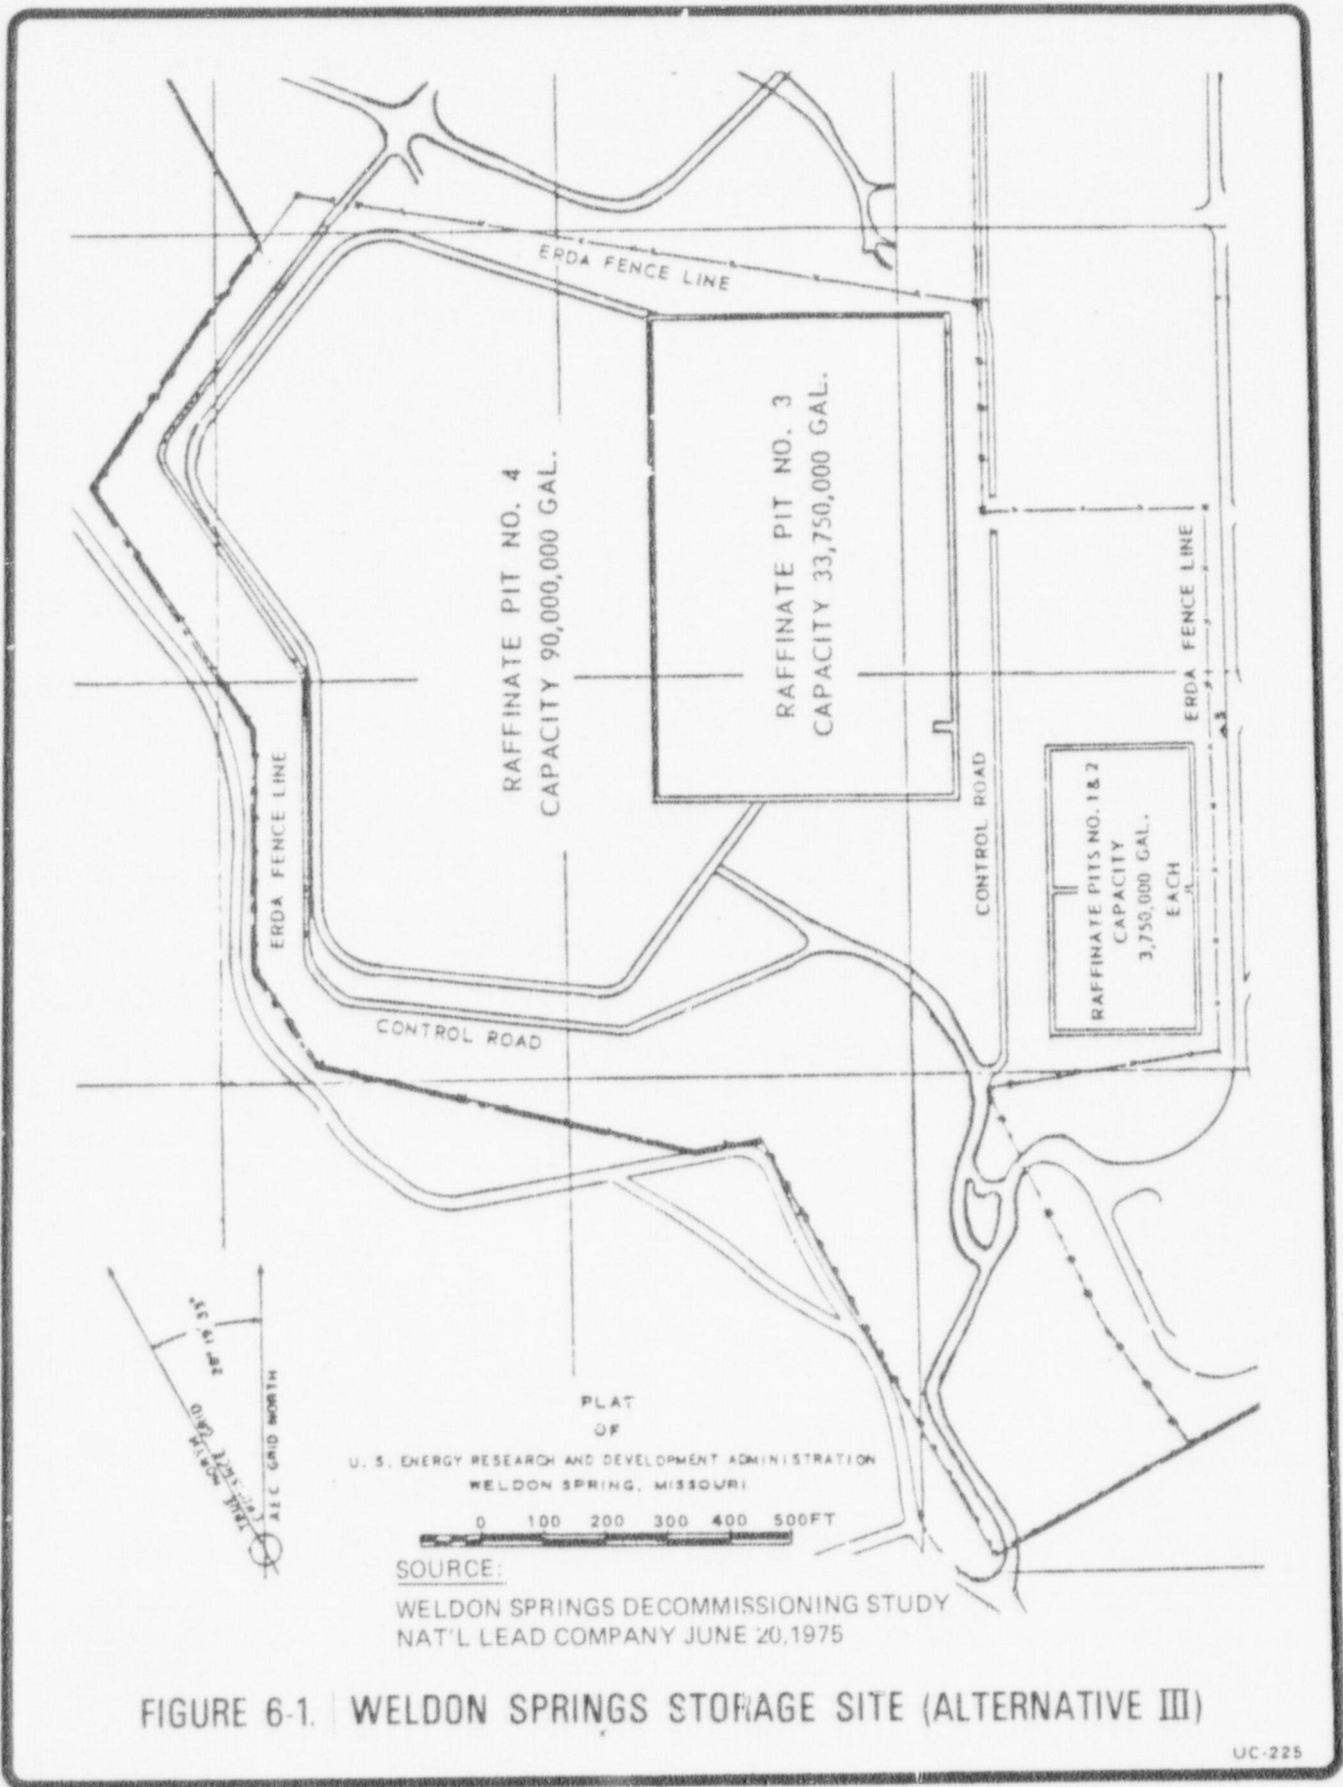 ERDA FENCE LINE
RAFFINATE PIT NO. 4
CAPACITY 90,000,000 GAL.
RAFFINATE PIT NO. 3
CAPACITY 33,750,000 GAL.
ERDA FENCE LINE
ERDA FENCE LINE
CONTROL ROAD
RAFFINATE PITS NO. 1 & 2
CAPACITY
3,750,000 GAL.
EACH
CONTROL ROAD
TRUE NORTH
AEC GRID NORTH
PLAT
OF
U. S. ENERGY RESEARCH AND DEVELOPMENT ADMINISTRATION
WELDON SPRING, MISSOURI
0 100 200 300 400 500FT
SOURCE:
WELDON SPRINGS DECOMMISSIONING STUDY
NAT'L LEAD COMPANY JUNE 20,1975
FIGURE 6-1. WELDON SPRINGS STORAGE SITE (ALTERNATIVE III)
UC-225